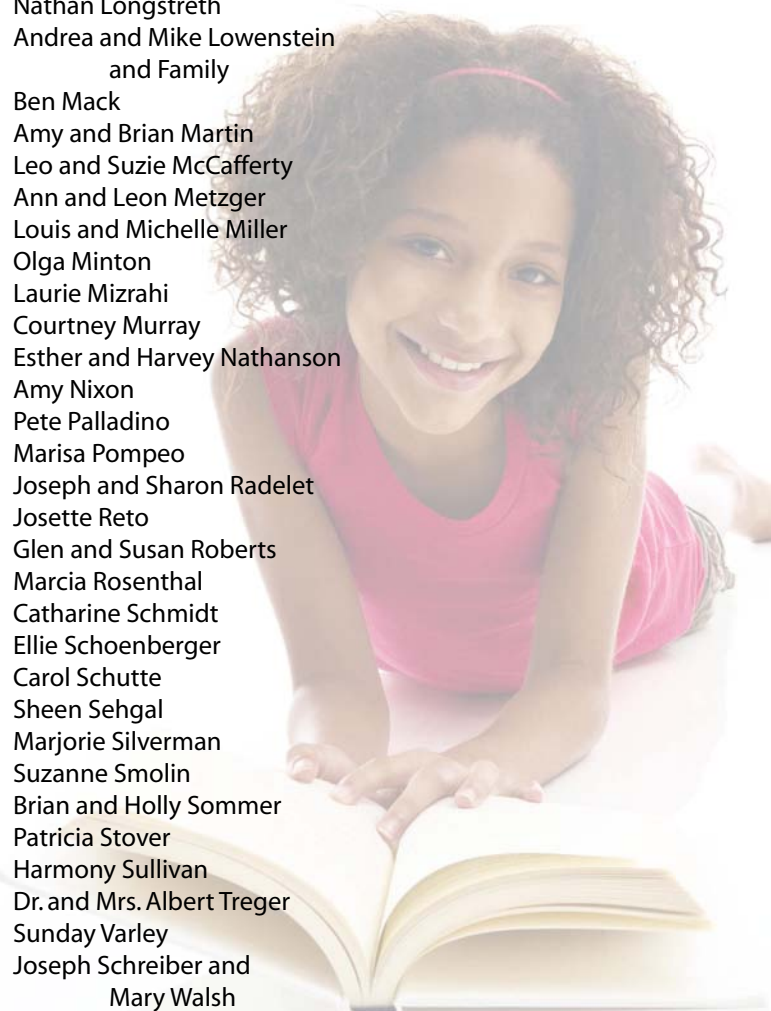 Nathan Longstreth
Andrea and Mike Lowenstein
and Family
Ben Mack
Amy and Brian Martin
Leo and Suzie McCafferty
Ann and Leon Metzger
Louis and Michelle Miller
Olga Minton
Laurie Mizrahi
Courtney Murray
Esther and Harvey Nathanson
Amy Nixon
Pete Palladino
Marisa Pompeo
Joseph and Sharon Radelet
Josette Reto
Glen and Susan Roberts
Marcia Rosenthal
Catharine Schmidt
Ellie Schoenberger
Carol Schutte
Sheen Sehgal
Marjorie Silverman
Suzanne Smolin
Brian and Holly Sommer
Patricia Stover
Harmony Sullivan
Dr. and Mrs. Albert Treger
Sunday Varley
Joseph Schreiber and
Mary Walsh